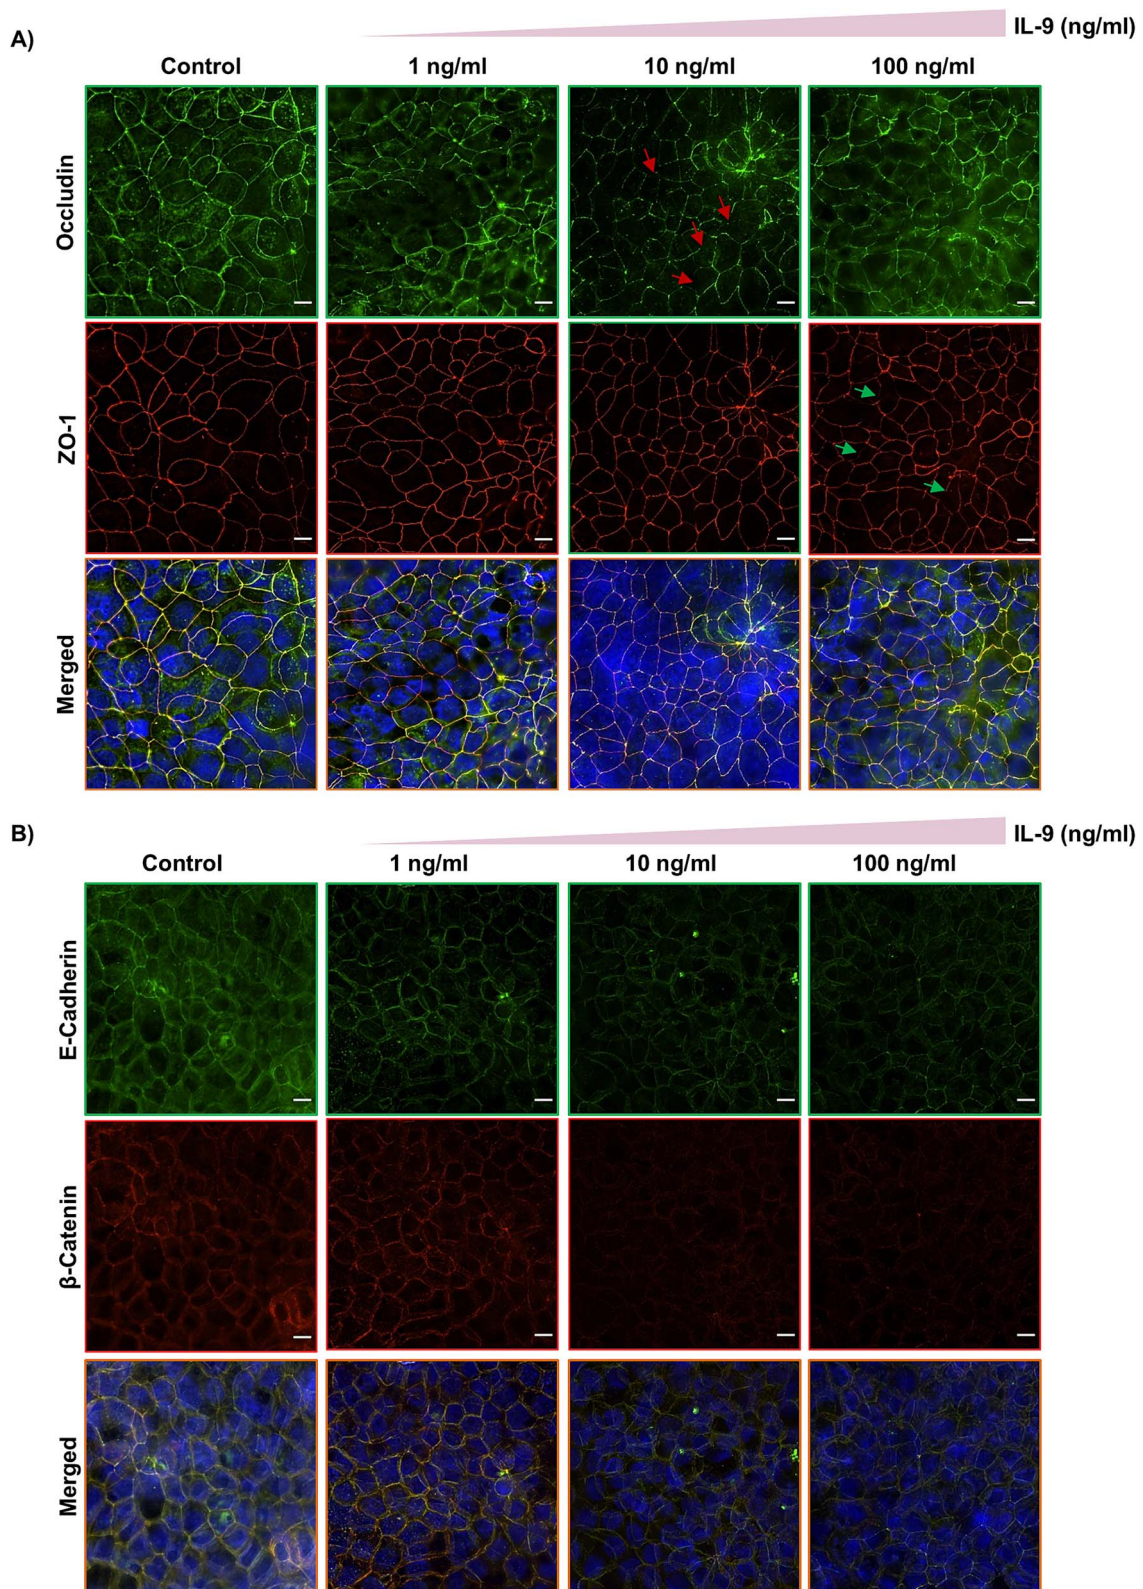 A)
IL-9 (ng/ml)
Control 1 ng/ml 10 ng/ml 100 ng/ml
Occludin
ZO-1
Merged
B)
IL-9 (ng/ml)
Control 1 ng/ml 10 ng/ml 100 ng/ml
E-Cadherin
β-Catenin
Merged